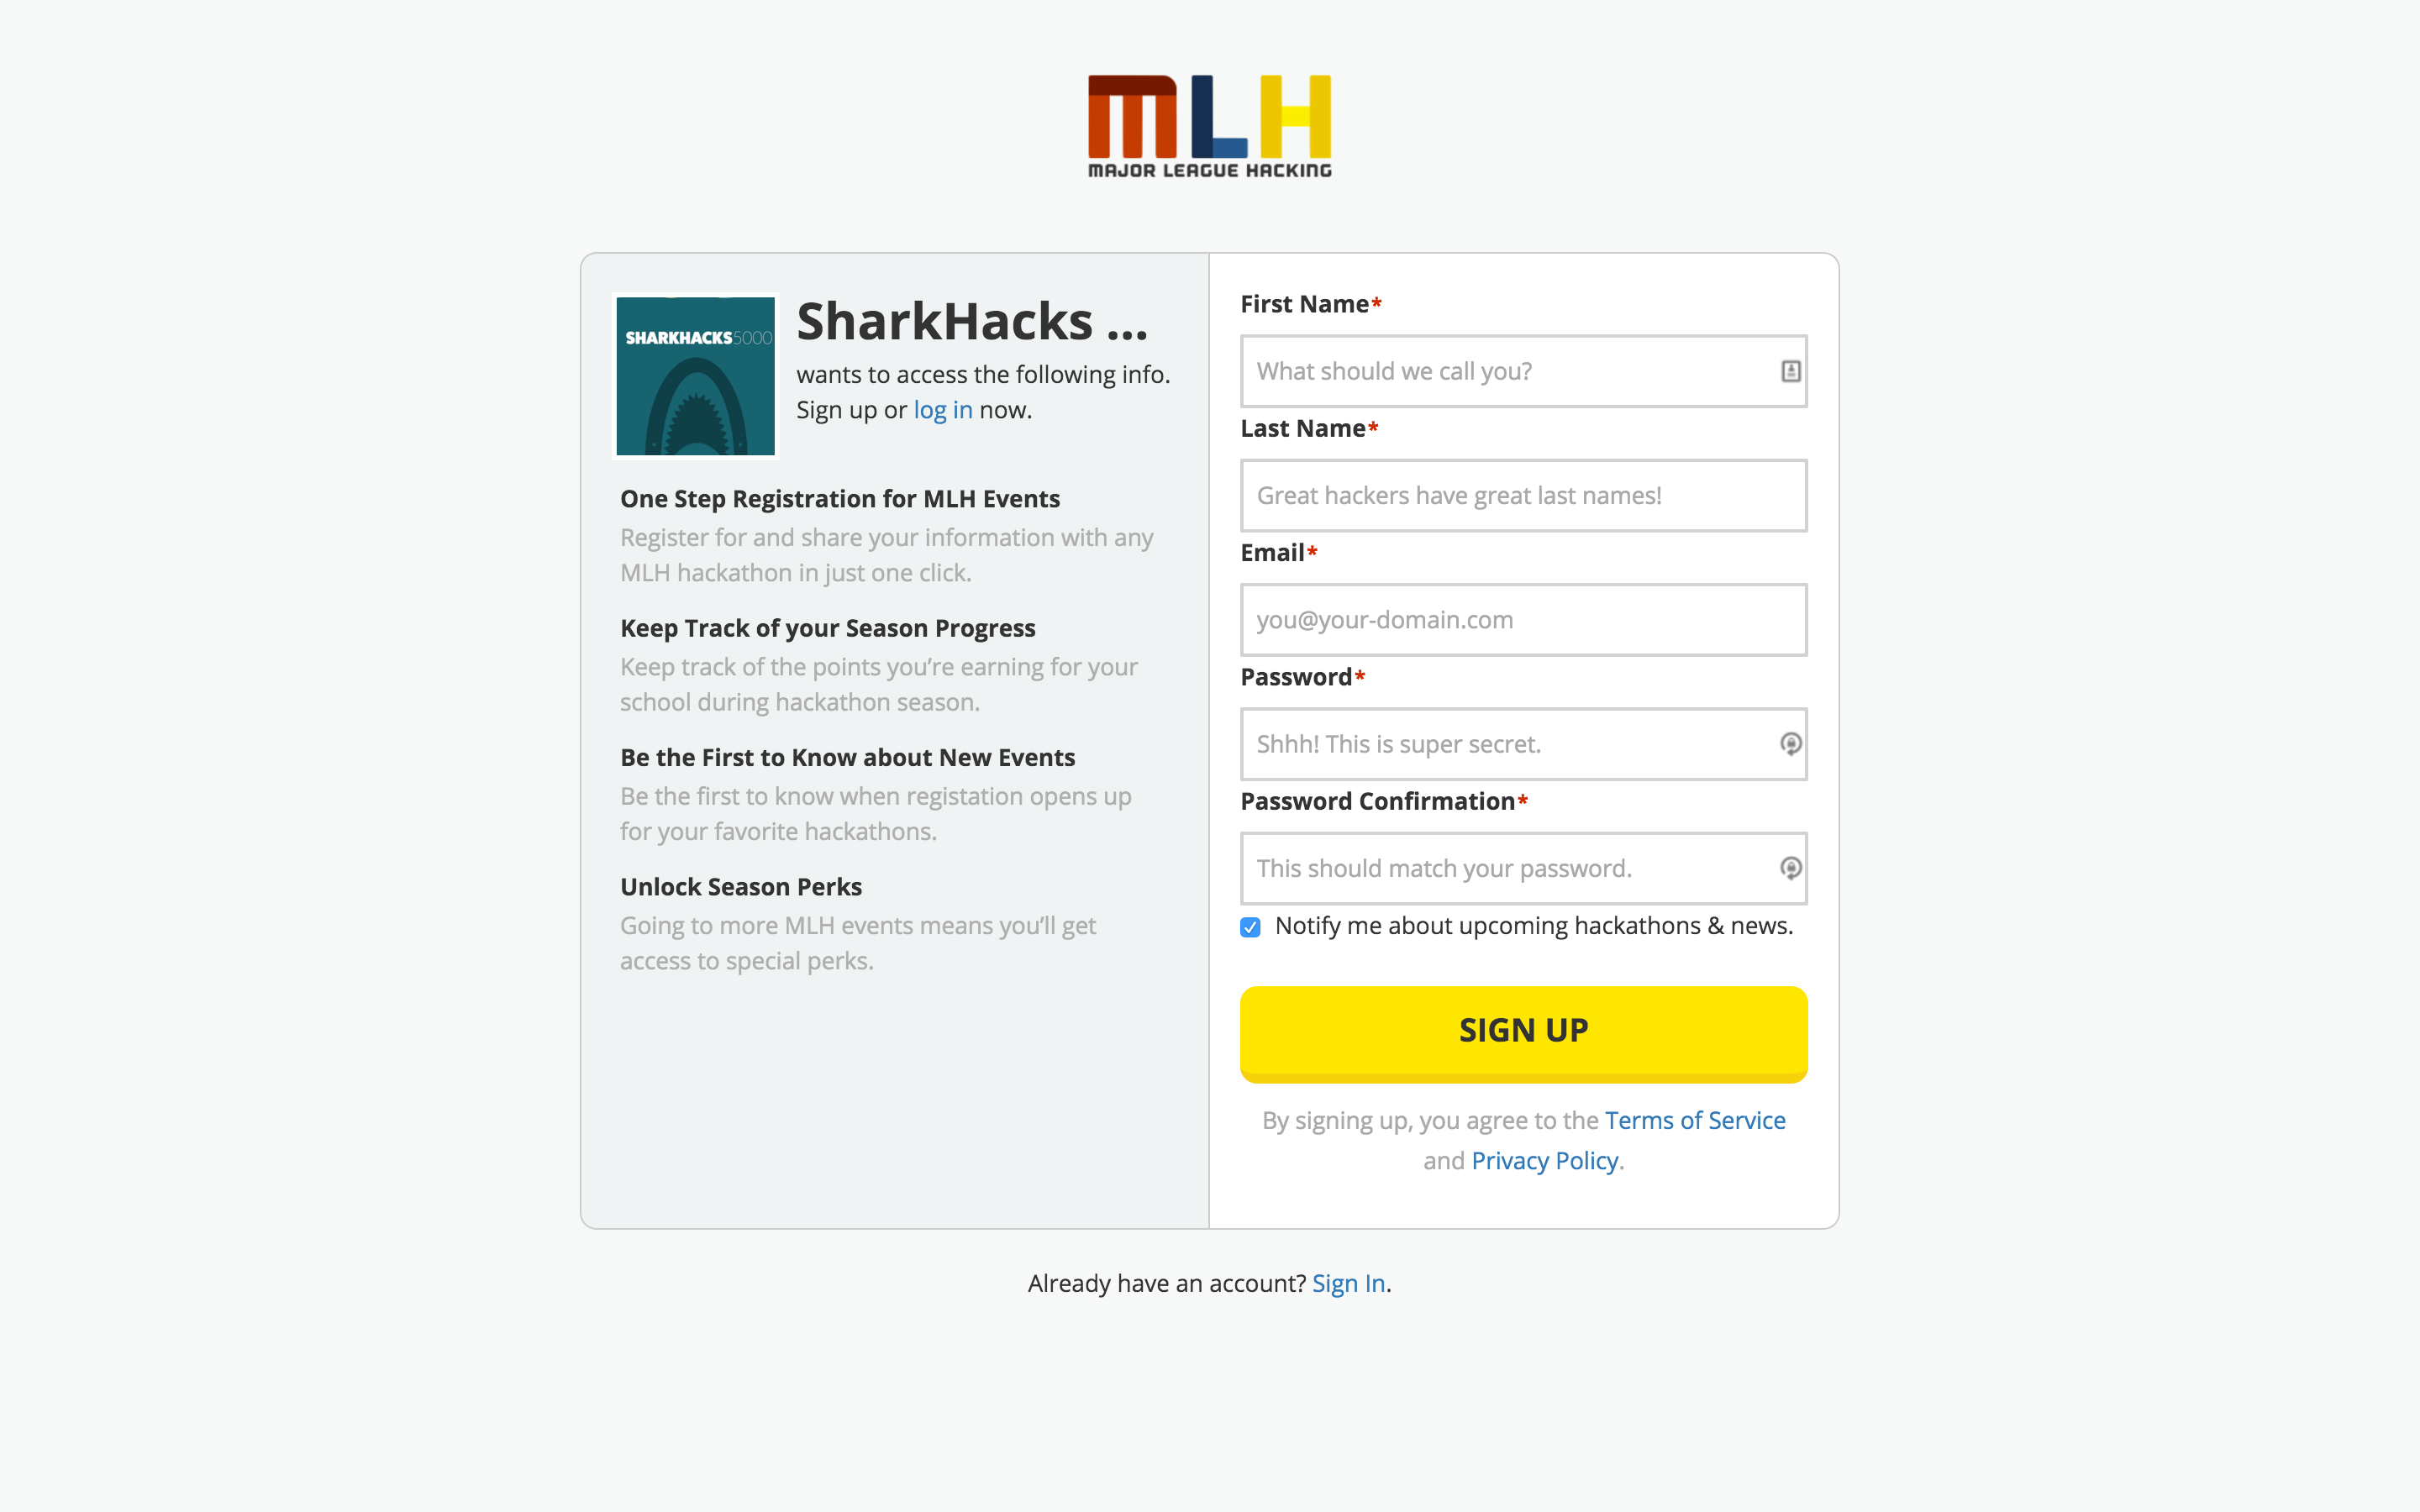 MLH
MAJOR LEAGUE HACKING
SHARKHACKS5000
SharkHacks ...
wants to access the following info.
Sign up or log in now.
One Step Registration for MLH Events
Register for and share your information with any
MLH hackathon in just one click.
Keep Track of your Season Progress
Keep track of the points you’re earning for your
school during hackathon season.
Be the First to Know about New Events
Be the first to know when registation opens up
for your favorite hackathons.
Unlock Season Perks
Going to more MLH events means you’ll get
access to special perks.
First Name*
What should we call you?
Last Name*
Great hackers have great last names!
Email*
you@your-domain.com
Password*
Shhh! This is super secret.
Password Confirmation*
This should match your password.
Notify me about upcoming hackathons & news.
SIGN UP
By signing up, you agree to the Terms of Service
and Privacy Policy.
Already have an account? Sign In.